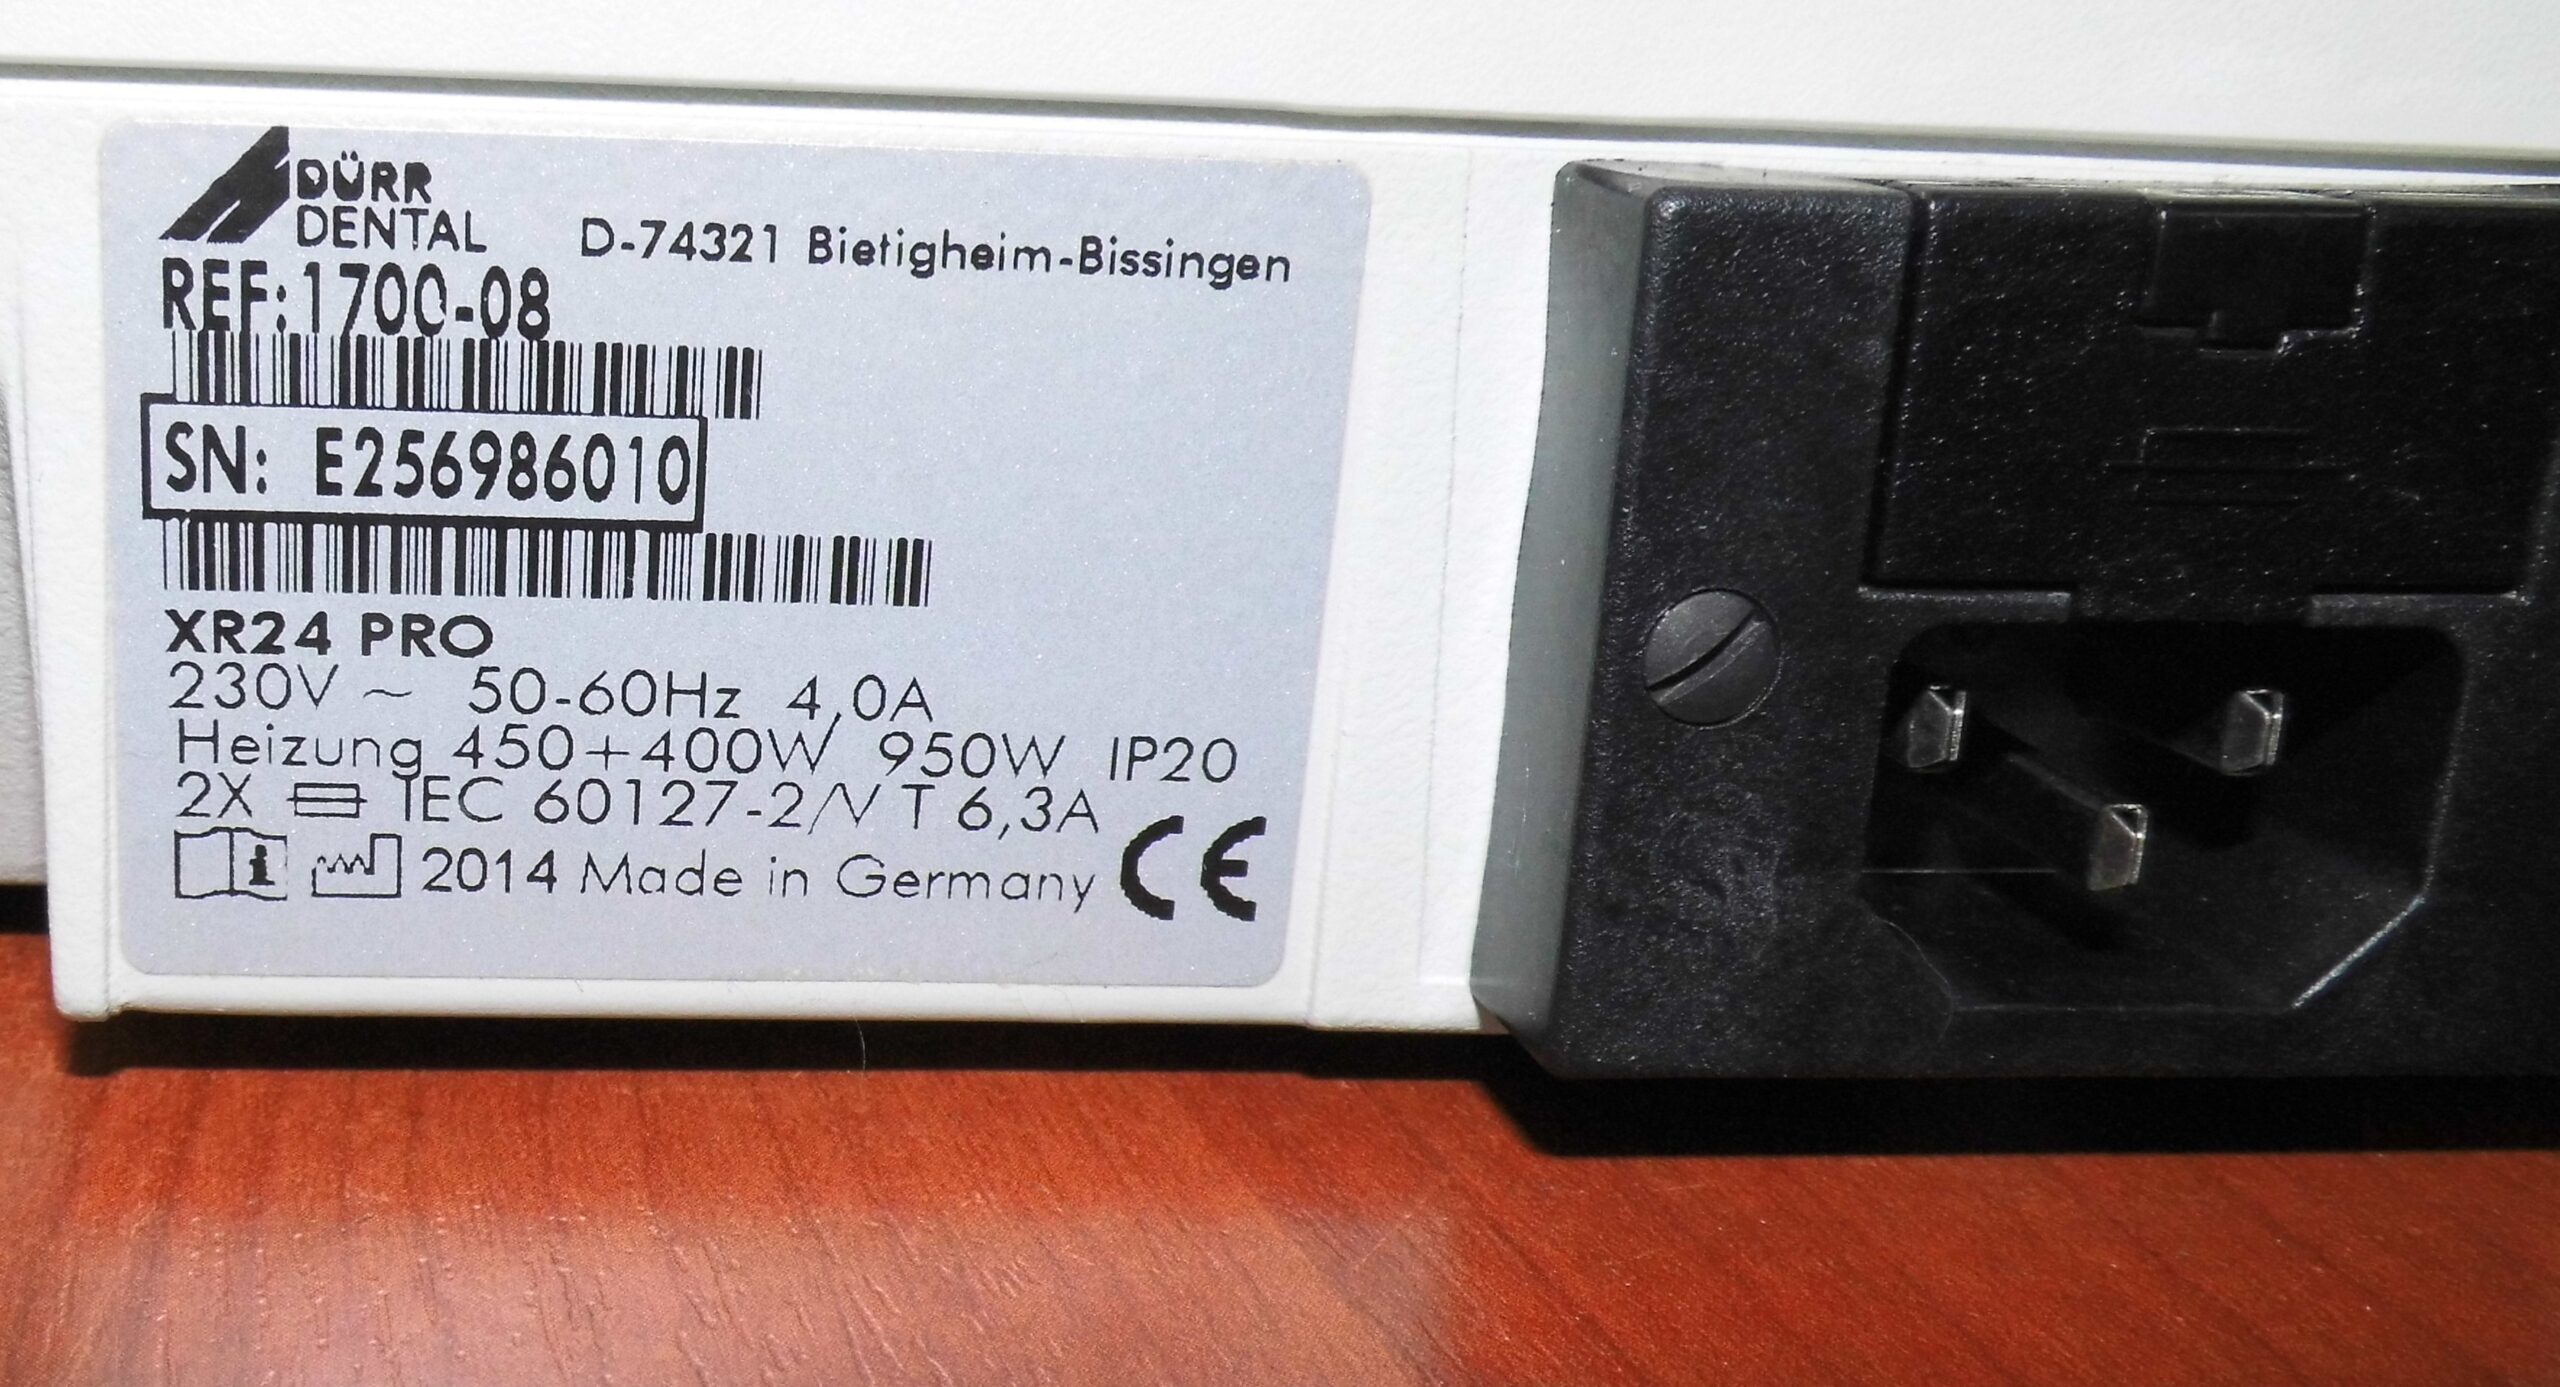 DÜRR
DENTAL
D-74321 Bietigheim-Bissingen
REF: 1700-08
SN: E256986010
XR24 PRO
230V ~ 50-60Hz 4,0A
Heizung 450+400W 950W IP20
2X IEC 60127-2/V T 6,3A
2014 Made in Germany CE